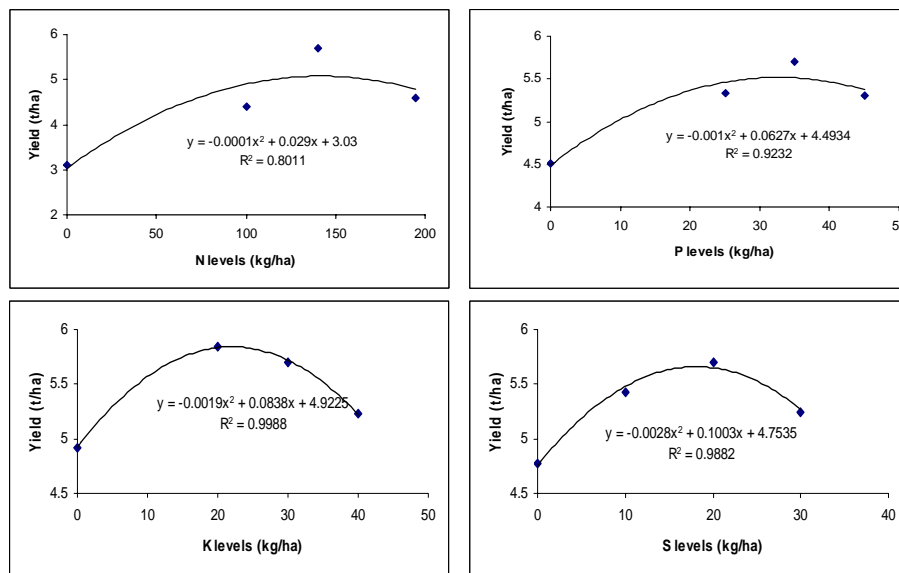 6
5
4
3
2
Yield (t/ha)
y = -0.0001x² + 0.029x + 3.03
R² = 0.8011
0 50 100 150 200
N levels (kg/ha)
6
5.5
5
4.5
4
Yield (t/ha)
y = -0.001x² + 0.0627x + 4.4934
R² = 0.9232
0 10 20 30 40 50
P levels (kg/ha)
6
5.5
5
4.5
Yield (t/ha)
y = -0.0019x² + 0.0838x + 4.9225
R² = 0.9988
0 10 20 30 40 50
K levels (kg/ha)
6
5.5
5
4.5
Yield (t/ha)
y = -0.0028x² + 0.1003x + 4.7535
R² = 0.9882
0 10 20 30 40
S levels (kg/ha)